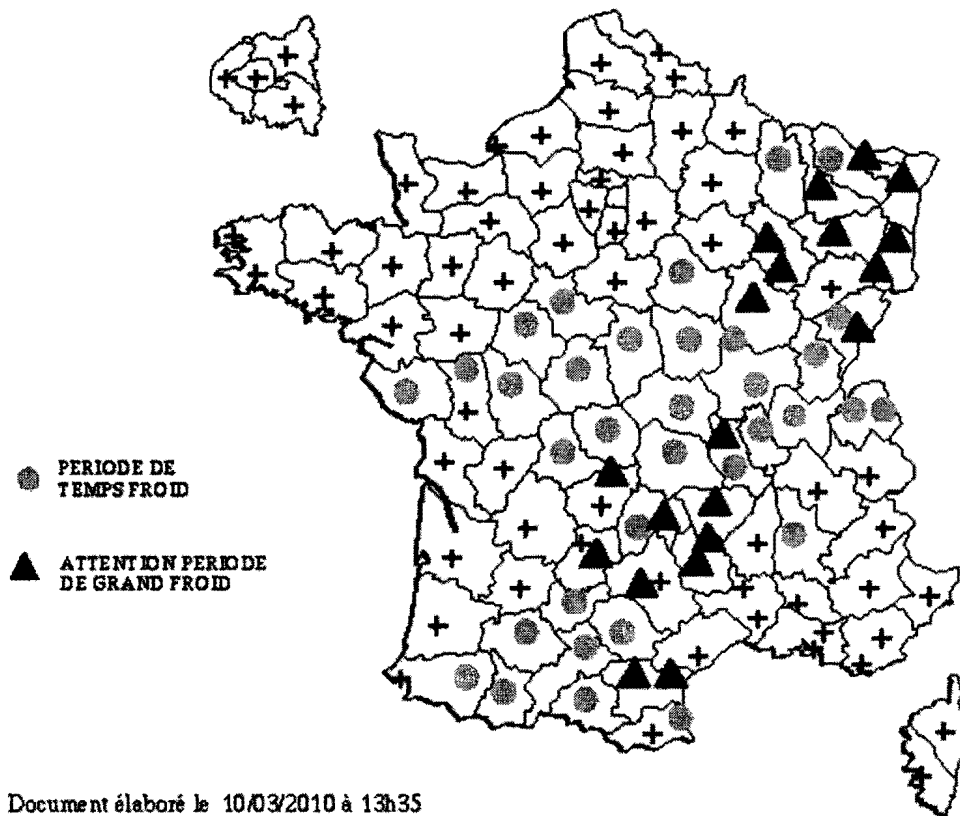 PERIODE DE
TEMPS FROID
ATTENTION PERIODE
DE GRAND FROID
Document élaboré le 10/03/2010 à 13h35